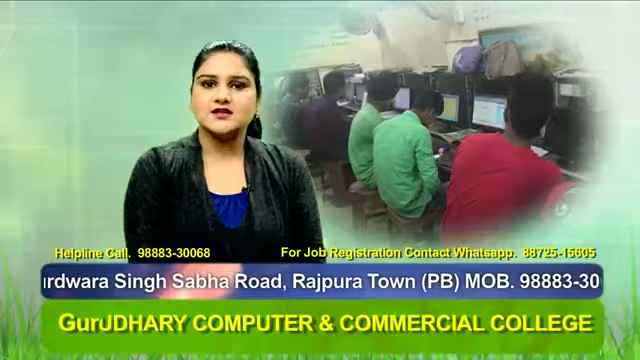 Helpline Call. 98883-30068
For Job Registration Contact Whatsapp. 88725-15605
urdwara Singh Sabha Road, Rajpura Town (PB) MOB. 98883-30
GurUDHARY COMPUTER & COMMERCIAL COLLEGE